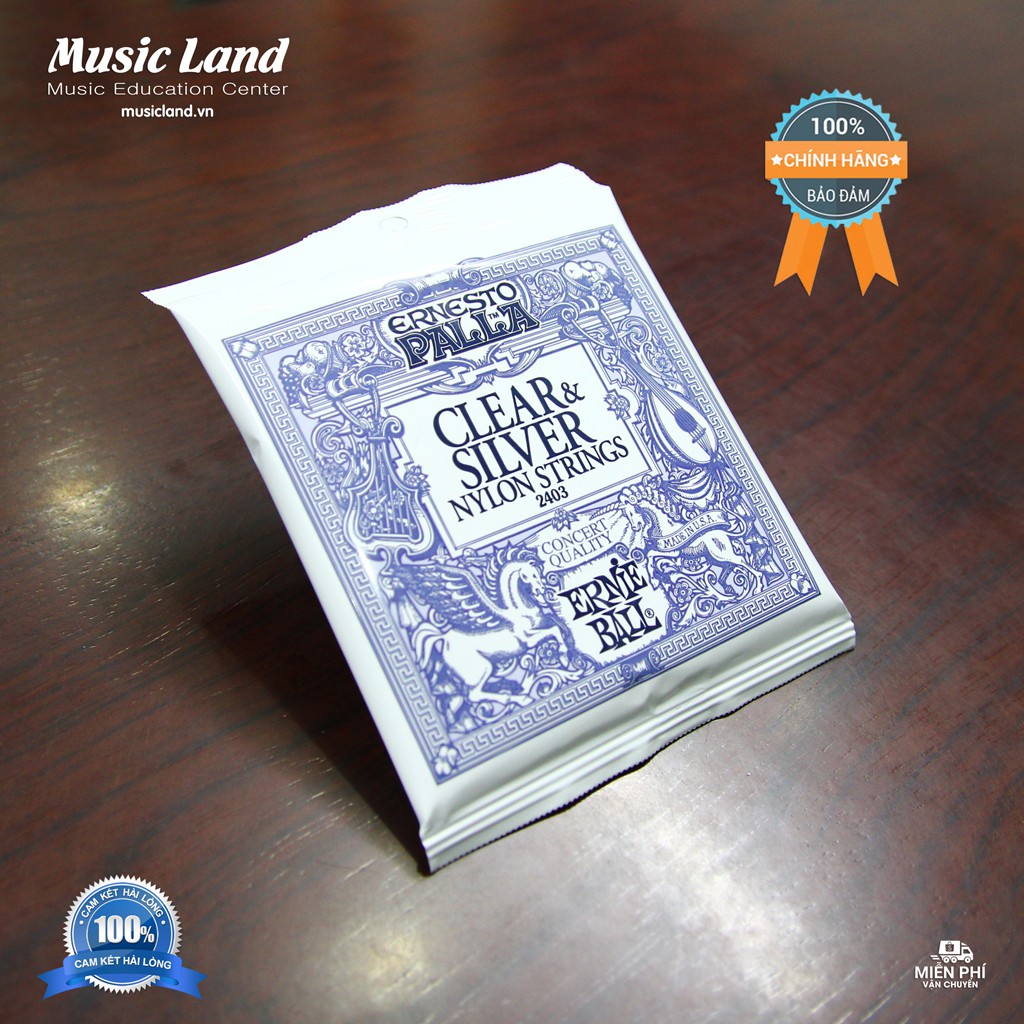 Music Land
Music Education Center
musicland.vn
100%
CHÍNH HÃNG
BẢO ĐẢM
ERNESTO
PALLA™
CLEAR &
SILVER
NYLON STRINGS
2403
CONCERT
QUALITY
MADE IN U.S.A.
ERNIE
BALL®
CAM KẾT HÀI LÒNG
100%
CAM KẾT HÀI LÒNG
MIỄN PHÍ
VẬN CHUYỂN